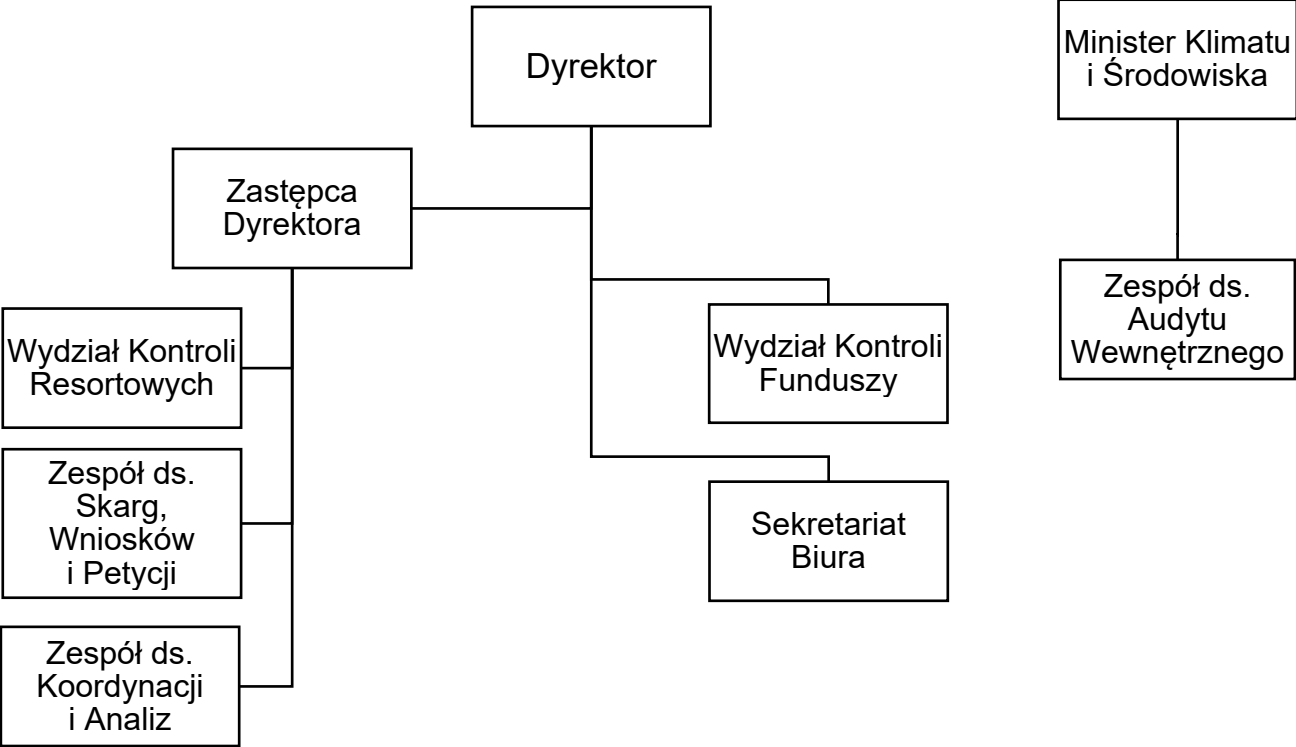 Dyrektor
Minister Klimatu
i Środowiska
Zastępca
Dyrektora
Wydział Kontroli
Resortowych
Zespół ds.
Skarg,
Wniosków
i Petycji
Zespół ds.
Koordynacji
i Analiz
Wydział Kontroli
Funduszy
Sekretariat
Biura
Zespół ds.
Audytu
Wewnętrznego